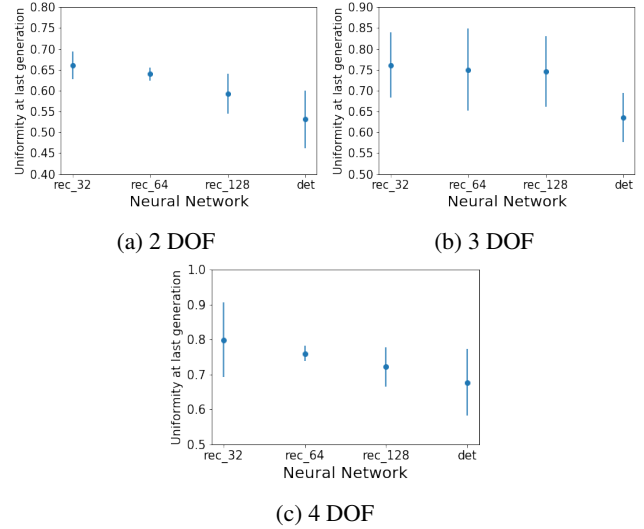 0.80
0.75
0.70
0.65
0.60
0.55
0.50
0.45
0.40
Uniformity at last generation
rec_32 rec_64 rec_128 det
Neural Network
(a) 2 DOF
0.90
0.85
0.80
0.75
0.70
0.65
0.60
0.55
0.50
Uniformity at last generation
rec_32 rec_64 rec_128 det
Neural Network
(b) 3 DOF
1.0
0.9
0.8
0.7
0.6
0.5
Uniformity at last generation
rec_32 rec_64 rec_128 det
Neural Network
(c) 4 DOF